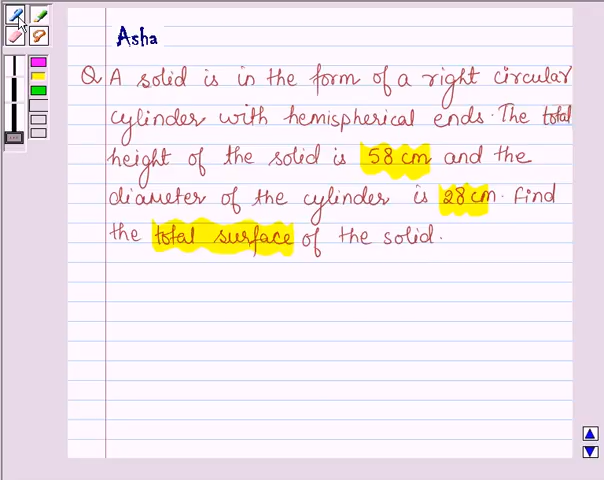 Asha
Q A solid is in the form of a right circular
cylinder with hemispherical ends. The total
height of the solid is 58 cm and the
diameter of the cylinder is 28 cm. Find
the total surface of the solid.